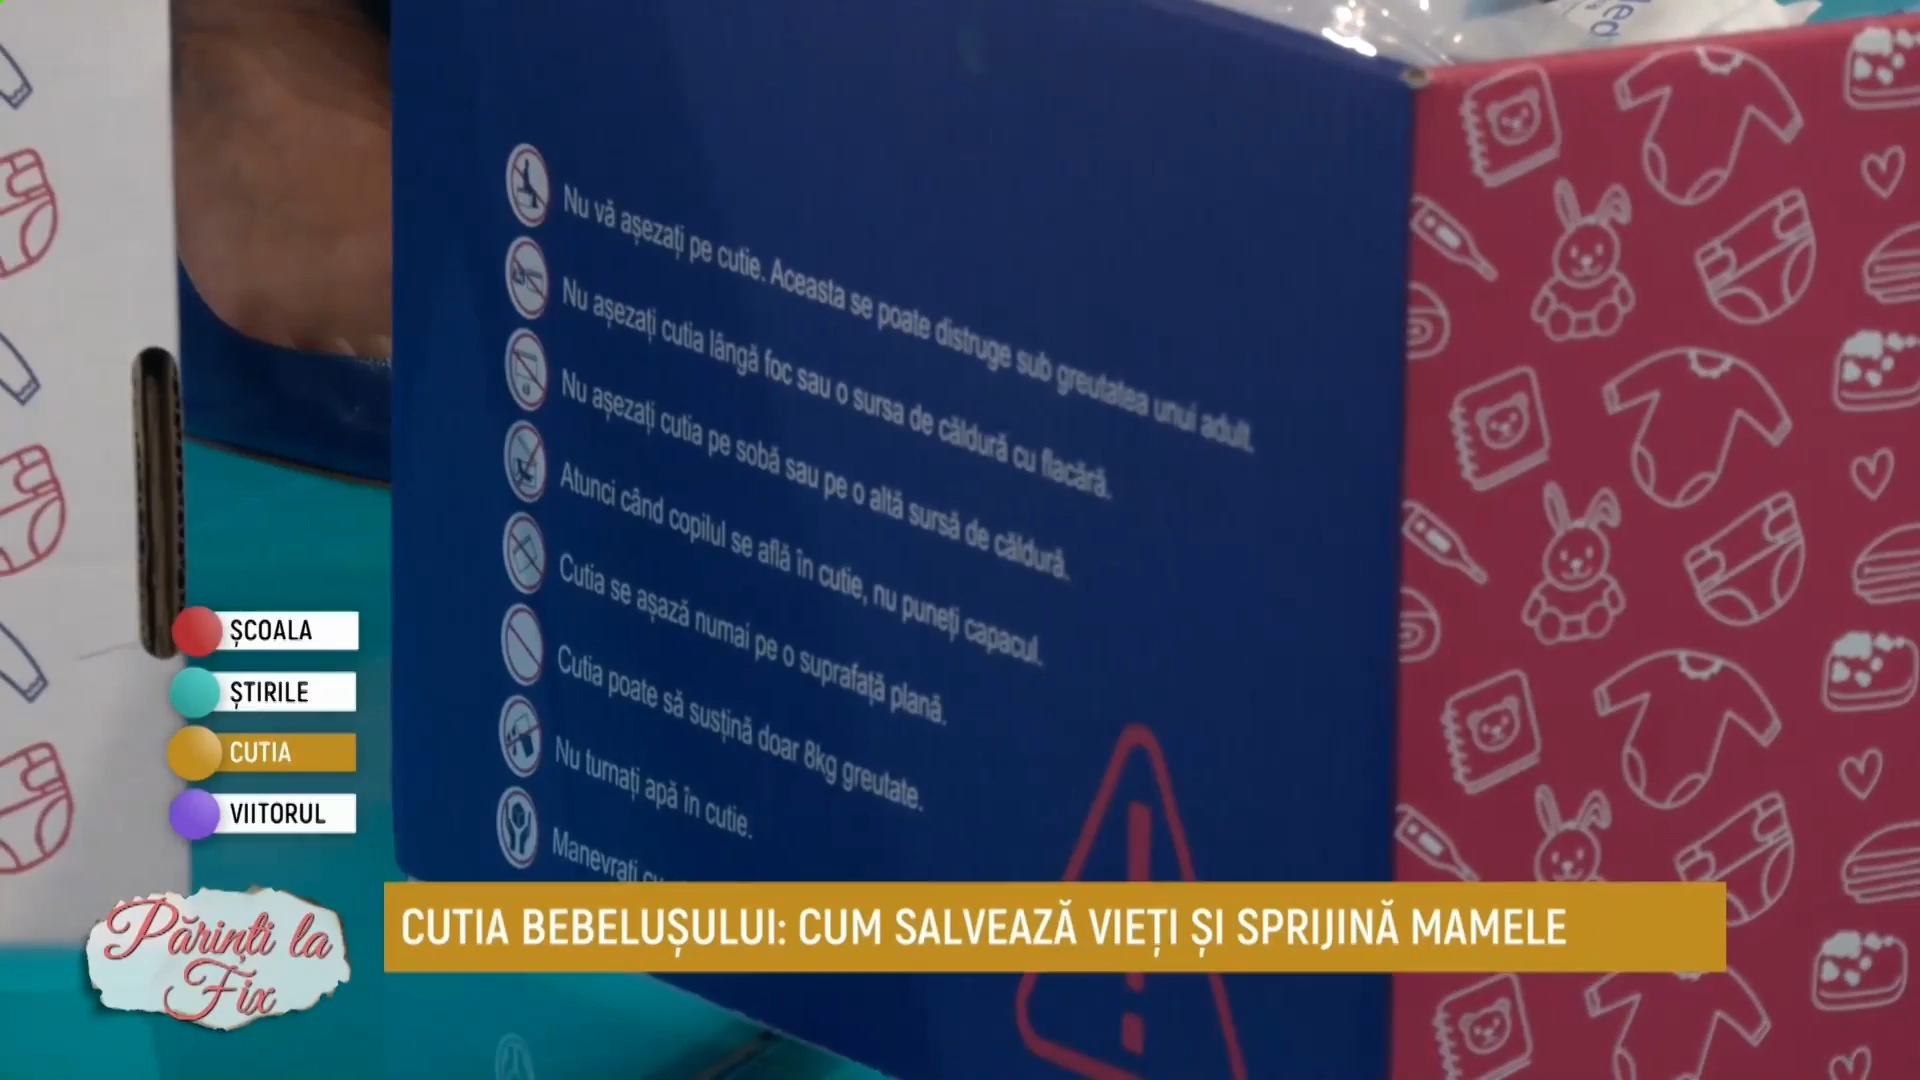 Nu vă așezați pe cutie. Aceasta se poate distruge sub greutatea unui adult.
Nu așezați cutia lângă foc sau o sursa de căldură cu flacără.
Nu așezați cutia pe sobă sau pe o altă sursă de căldură.
Atunci când copilul se află în cutie, nu puneți capacul.
Cutia se așază numai pe o suprafață plană.
Cutia poate să susțină doar 8kg greutate.
Nu turnați apă în cutie.
Manevrați
ȘCOALA
ȘTIRILE
CUTIA
VIITORUL
Părinți la
Fix
CUTIA BEBELUȘULUI: CUM SALVEAZĂ VIEȚI ȘI SPRIJINĂ MAMELE